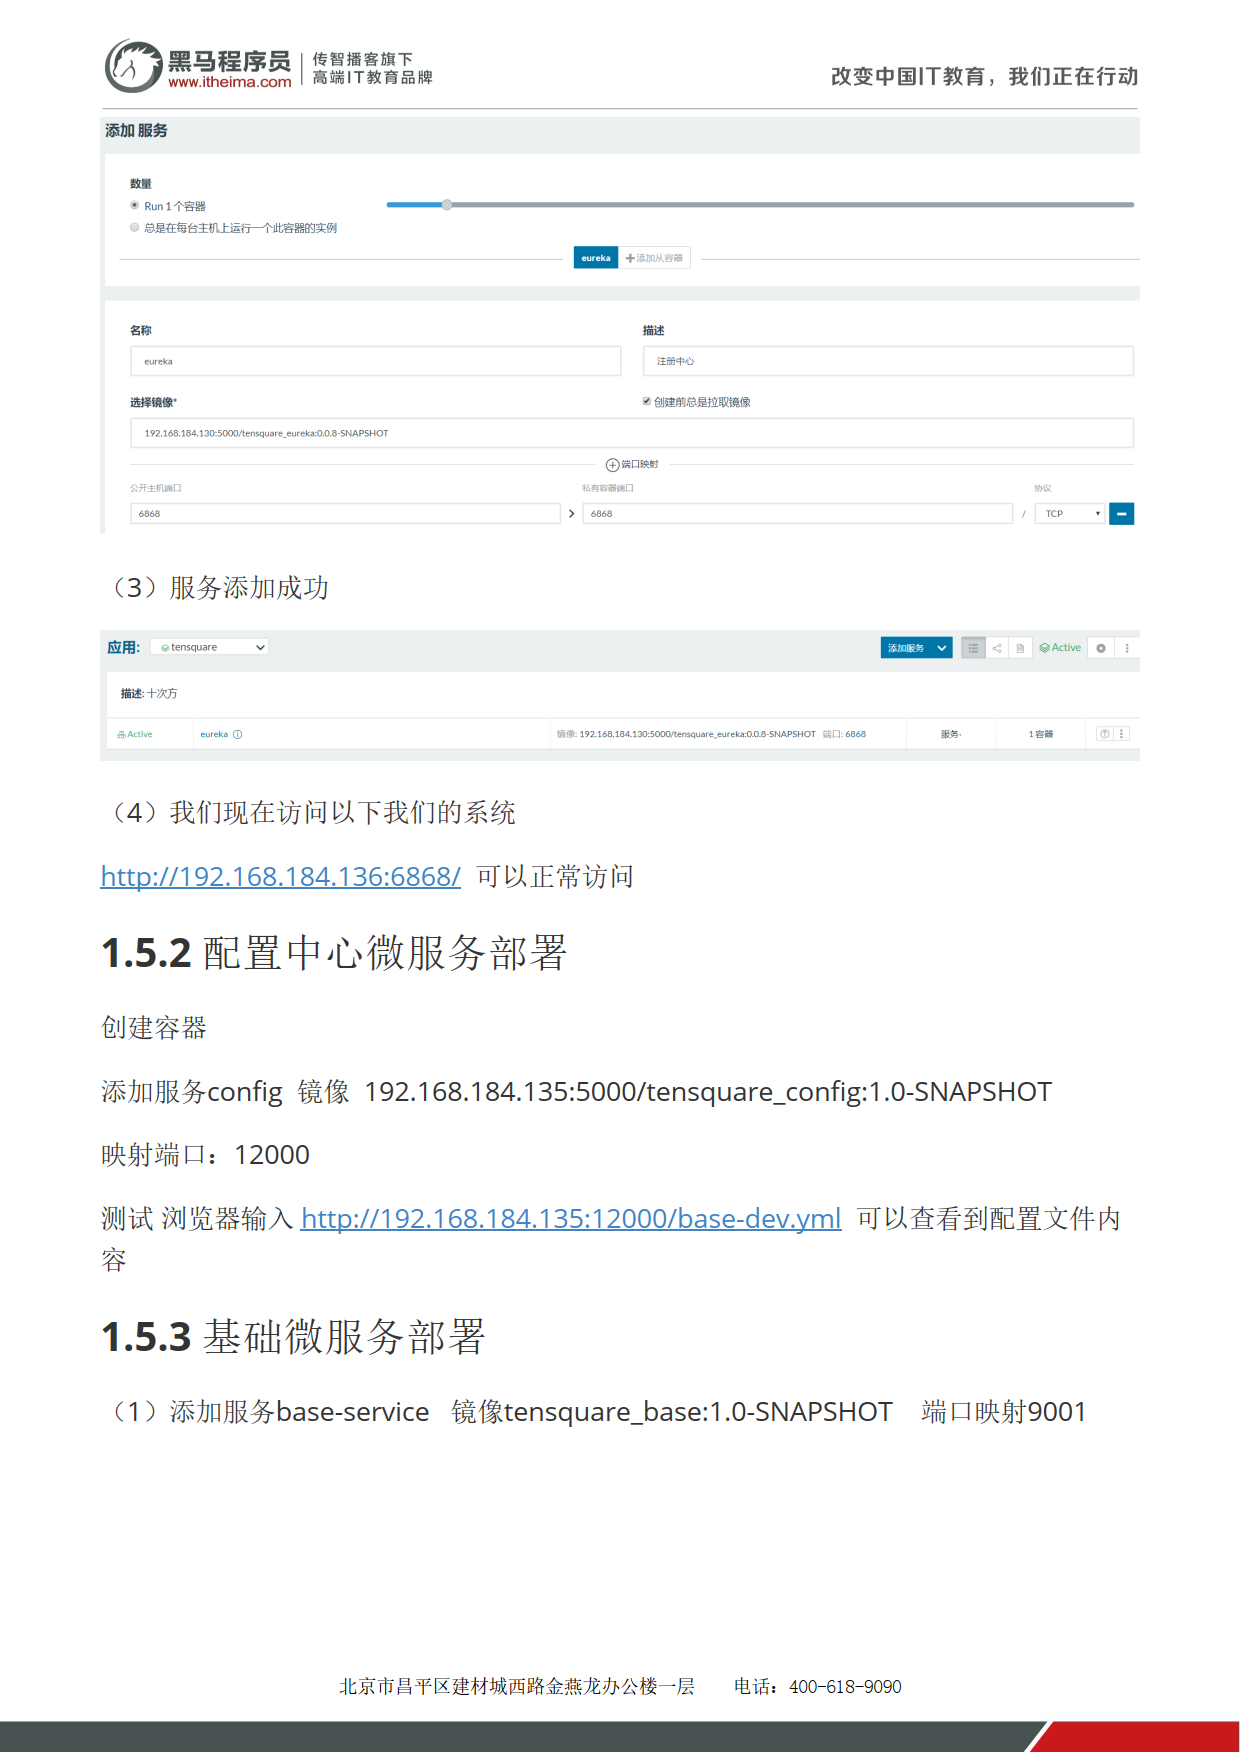 黑马程序员
www.itheima.com
传智播客旗下
高端IT教育品牌
改变中国IT教育，我们正在行动
添加 服务
数量
Run 1 个容器
总是在每台主机上运行一个此容器的实例
eureka 添加从容器
名称 描述
eureka 注册中心
选择镜像* 创建前总是拉取镜像
192.168.184.130:5000/tensquare_eureka:0.0.8-SNAPSHOT
端口映射
公开主机端口 私有容器端口 协议
6868 6868 / TCP
（3）服务添加成功
应用: tensquare 添加服务 Active
描述: 十次方
Active eureka 镜像: 192.168.184.130:5000/tensquare_eureka:0.0.8-SNAPSHOT 端口: 6868 服务· 1 容器
（4）我们现在访问以下我们的系统
http://192.168.184.136:6868/ 可以正常访问
1.5.2 配置中心微服务部署
创建容器
添加服务config 镜像 192.168.184.135:5000/tensquare_config:1.0-SNAPSHOT
映射端口：12000
测试 浏览器输入 http://192.168.184.135:12000/base-dev.yml 可以查看到配置文件内
容
1.5.3 基础微服务部署
（1）添加服务base-service 镜像tensquare_base:1.0-SNAPSHOT 端口映射9001
北京市昌平区建材城西路金燕龙办公楼一层 电话：400-618-9090